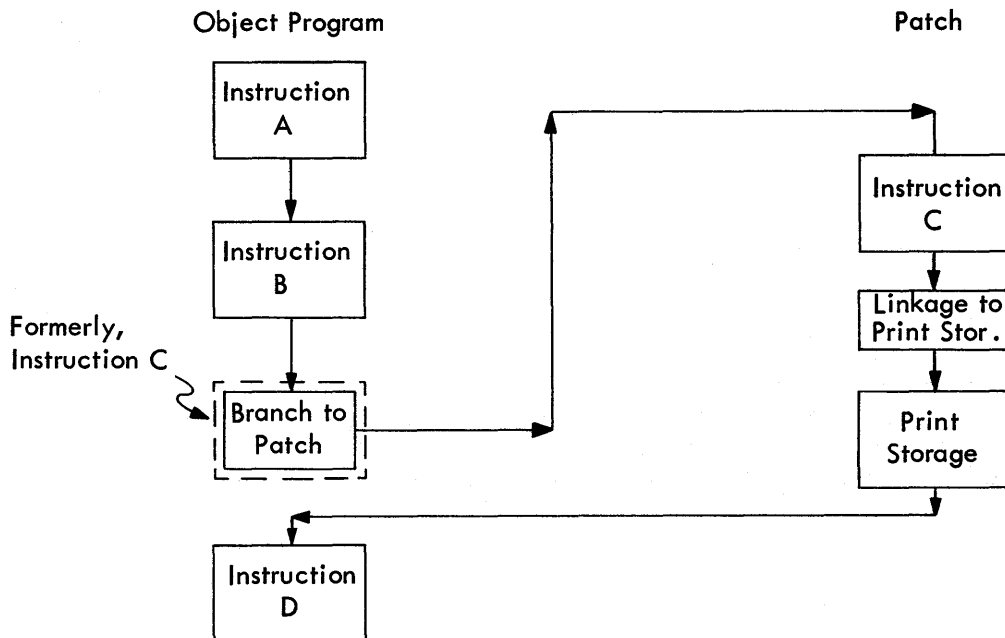 Object Program
Patch
Instruction
A
Instruction
B
Formerly,
Instruction C
Branch to
Patch
Instruction
C
Linkage to
Print Stor.
Print
Storage
Instruction
D